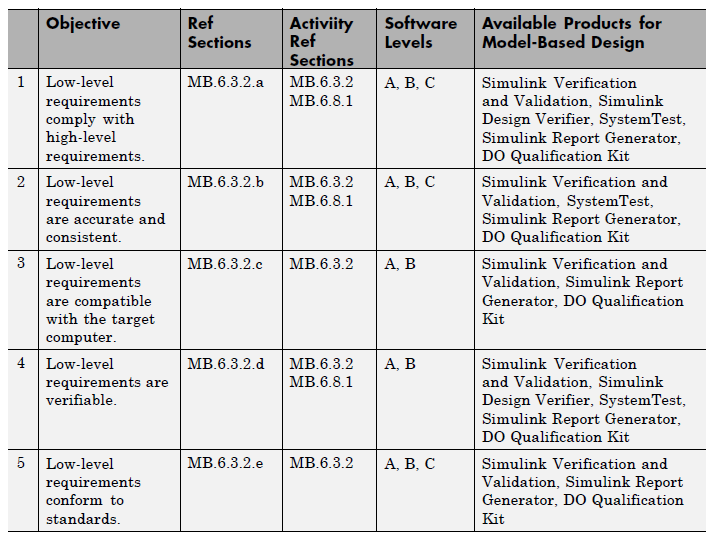 Objective
Ref
Sections
Activiity
Ref
Sections
Software
Levels
Available Products for
Model-Based Design
1
Low-level
requirements
comply with
high-level
requirements.
MB.6.3.2.a
MB.6.3.2
MB.6.8.1
A, B, C
Simulink Verification
and Validation, Simulink
Design Verifier, SystemTest,
Simulink Report Generator,
DO Qualification Kit
2
Low-level
requirements
are accurate and
consistent.
MB.6.3.2.b
MB.6.3.2
MB.6.8.1
A, B, C
Simulink Verification and
Validation, SystemTest,
Simulink Report Generator,
DO Qualification Kit
3
Low-level
requirements
are compatible
with the target
computer.
MB.6.3.2.c
MB.6.3.2
A, B
Simulink Verification and
Validation, Simulink Report
Generator, DO Qualification
Kit
4
Low-level
requirements are
verifiable.
MB.6.3.2.d
MB.6.3.2
MB.6.8.1
A, B
Simulink Verification
and Validation, Simulink
Design Verifier, SystemTest,
Simulink Report Generator,
DO Qualification Kit
5
Low-level
requirements
conform to
standards.
MB.6.3.2.e
MB.6.3.2
A, B, C
Simulink Verification and
Validation, Simulink Report
Generator, DO Qualification
Kit